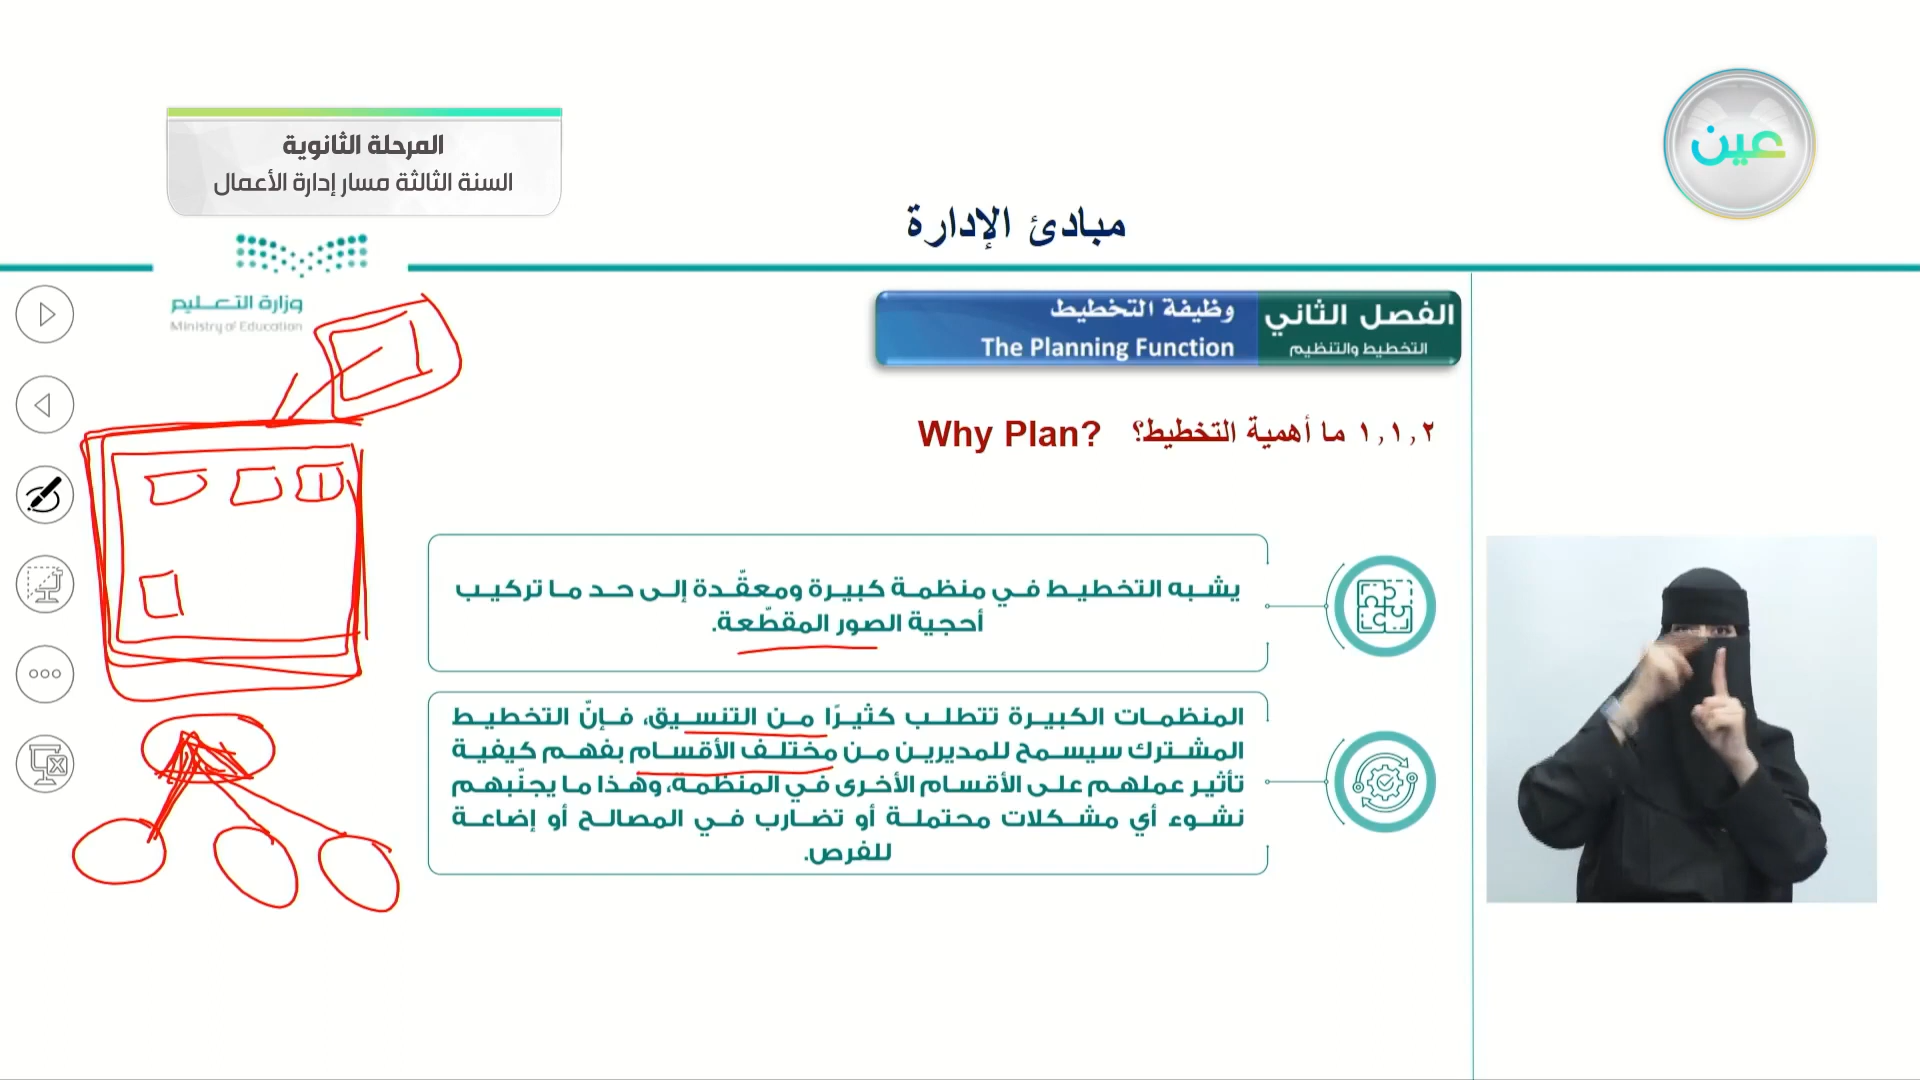 المرحلة الثانوية
السنة الثالثة مسار إدارة الأعمال
عين
مبادئ الإدارة
وزارة التعليم
Ministry of Education
الفصل الثاني
التخطيط والتنظيم
وظيفة التخطيط
The Planning Function
١,١,٢ ما أهمية التخطيط؟ Why Plan?
يشبه التخطيط في منظمة كبيرة ومعقّدة إلى حد ما تركيب
أحجية الصور المقطّعة.
المنظمات الكبيرة تتطلب كثيرًا من التنسيق، فإنّ التخطيط
المشترك سيسمح للمديرين من مختلف الأقسام بفهم كيفية
تأثير عملهم على الأقسام الأخرى في المنظمة، وهذا ما يجنّبهم
نشوء أي مشكلات محتملة أو تضارب في المصالح أو إضاعة
للفرص.